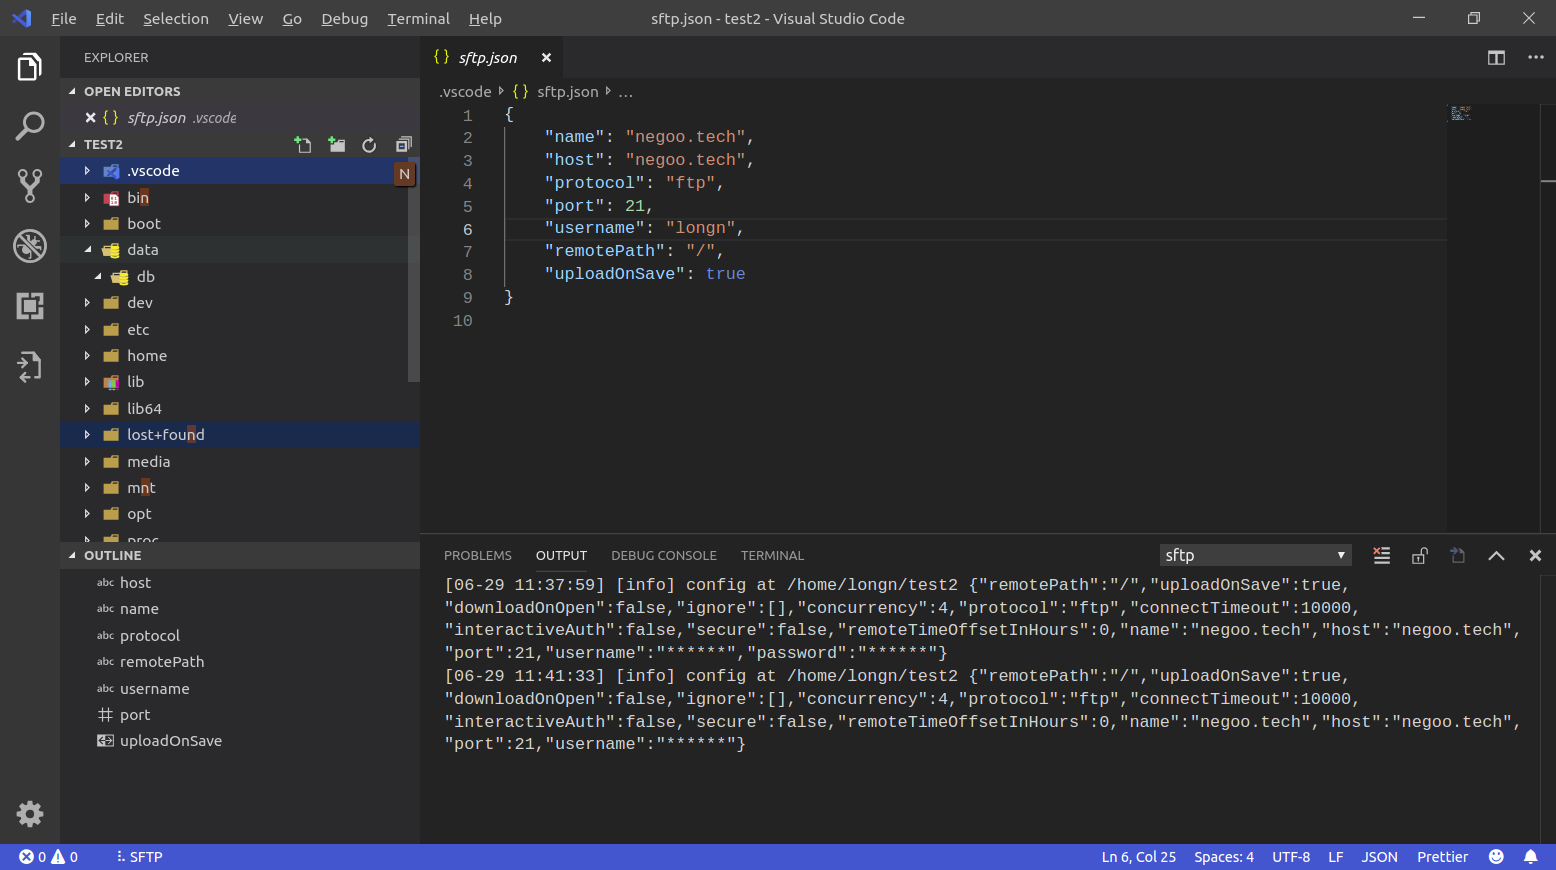 File Edit Selection View Go Debug Terminal Help
sftp.json - test2 - Visual Studio Code
EXPLORER
OPEN EDITORS
{ } sftp.json .vscode
TEST2
.vscode
N
bin
boot
data
db
dev
etc
home
lib
lib64
lost+found
media
mnt
opt
proc
OUTLINE
abc host
abc name
abc protocol
abc remotePath
abc username
port
uploadOnSave
{ } sftp.json
.vscode { } sftp.json ...
1 {
2 "name": "negoo.tech",
3 "host": "negoo.tech",
4 "protocol": "ftp",
5 "port": 21,
6 "username": "longn",
7 "remotePath": "/",
8 "uploadOnSave": true
9 }
10
PROBLEMS OUTPUT DEBUG CONSOLE TERMINAL
sftp
[06-29 11:37:59] [info] config at /home/longn/test2 {"remotePath":"/","uploadOnSave":true,
"downloadOnOpen":false,"ignore":[],"concurrency":4,"protocol":"ftp","connectTimeout":10000,
"interactiveAuth":false,"secure":false,"remoteTimeOffsetInHours":0,"name":"negoo.tech","host":"negoo.tech",
"port":21,"username":"******","password":"******"}
[06-29 11:41:33] [info] config at /home/longn/test2 {"remotePath":"/","uploadOnSave":true,
"downloadOnOpen":false,"ignore":[],"concurrency":4,"protocol":"ftp","connectTimeout":10000,
"interactiveAuth":false,"secure":false,"remoteTimeOffsetInHours":0,"name":"negoo.tech","host":"negoo.tech",
"port":21,"username":"******"}
0 0 SFTP
Ln 6, Col 25 Spaces: 4 UTF-8 LF JSON Prettier